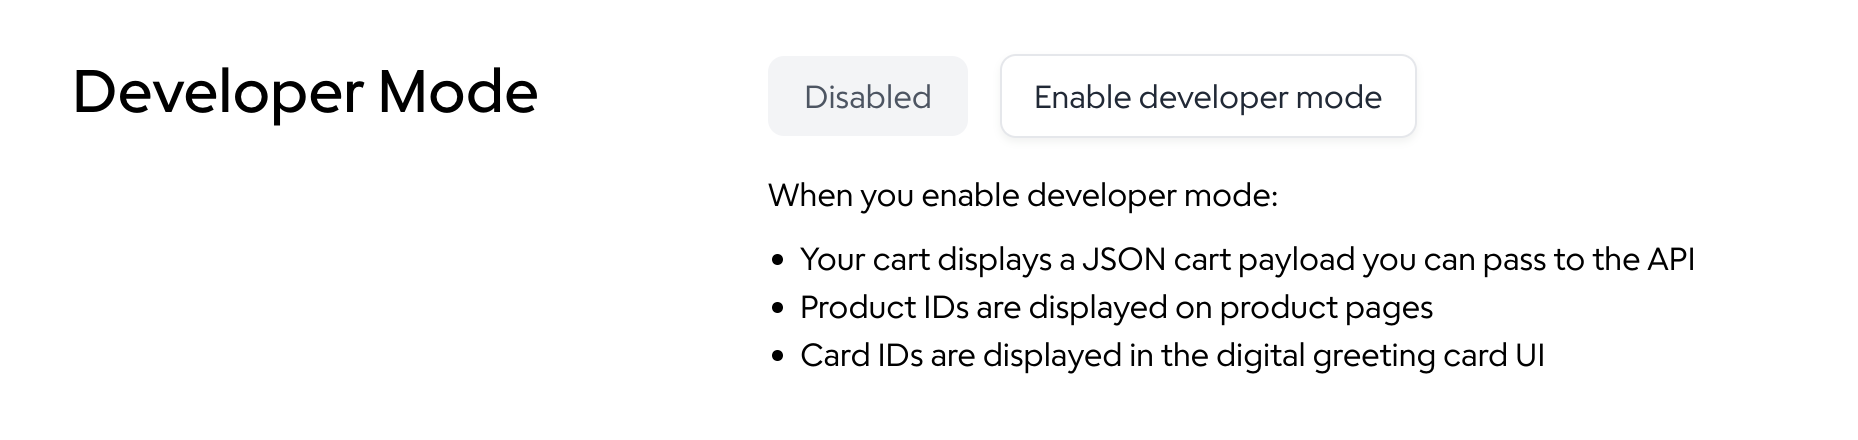 Developer Mode
Disabled
Enable developer mode
When you enable developer mode:
• Your cart displays a JSON cart payload you can pass to the API
• Product IDs are displayed on product pages
• Card IDs are displayed in the digital greeting card UI